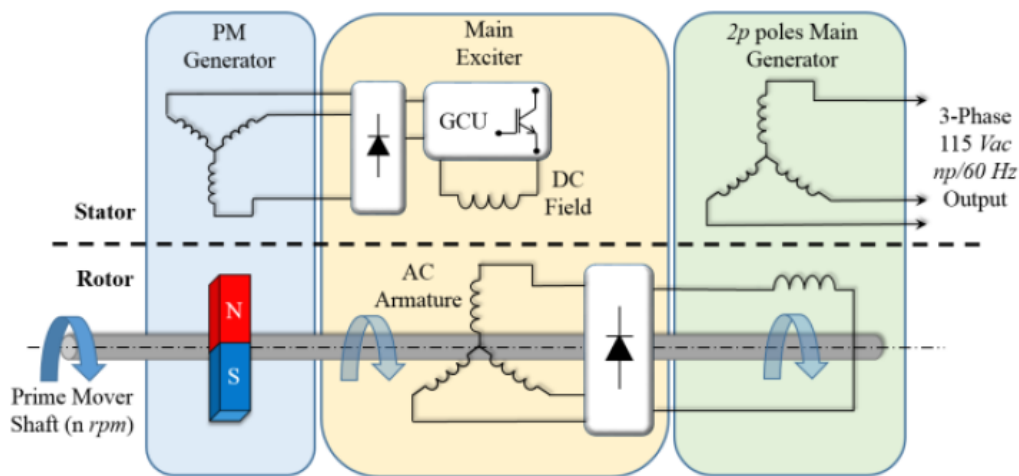 PM
Generator
Main
Exciter
2p poles Main
Generator
GCU
DC
Field
3-Phase
115 Vac
np/60 Hz
Output
Stator
Rotor
AC
Armature
N
S
Prime Mover
Shaft (n rpm)